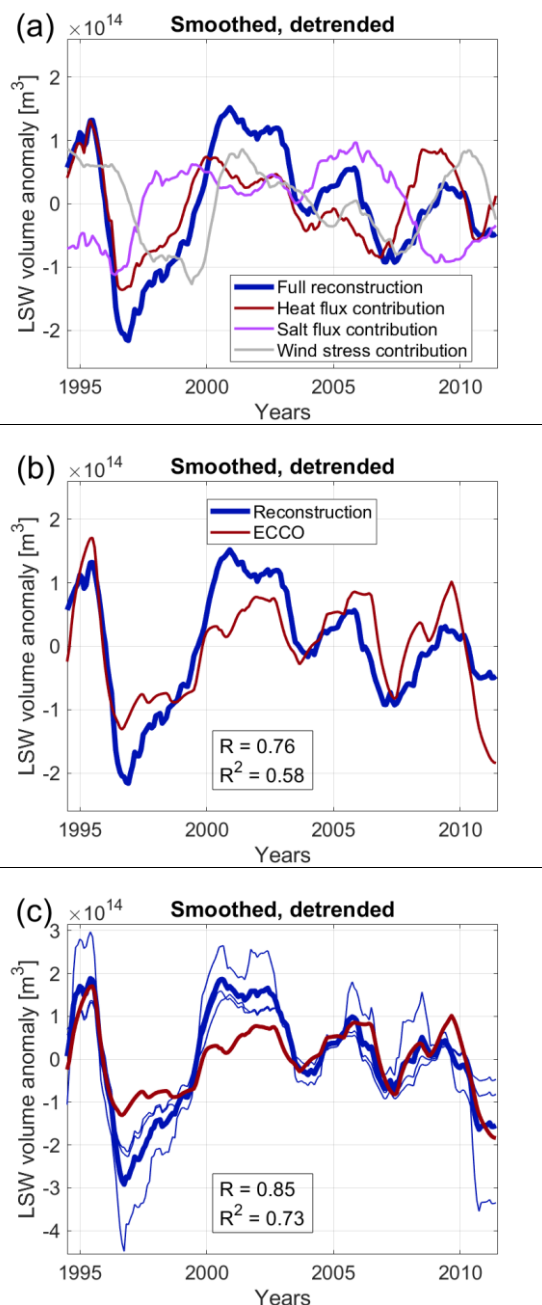 (a)
×10^14
Smoothed, detrended
LSW volume anomaly [m^3]
2
1
0
-1
-2
Full reconstruction
Heat flux contribution
Salt flux contribution
Wind stress contribution
1995 2000 2005 2010
Years
(b)
×10^14
Smoothed, detrended
LSW volume anomaly [m^3]
2
1
0
-1
-2
Reconstruction
ECCO
R = 0.76
R^2 = 0.58
1995 2000 2005 2010
Years
(c)
×10^14
Smoothed, detrended
LSW volume anomaly [m^3]
3
2
1
0
-1
-2
-3
-4
R = 0.85
R^2 = 0.73
1995 2000 2005 2010
Years